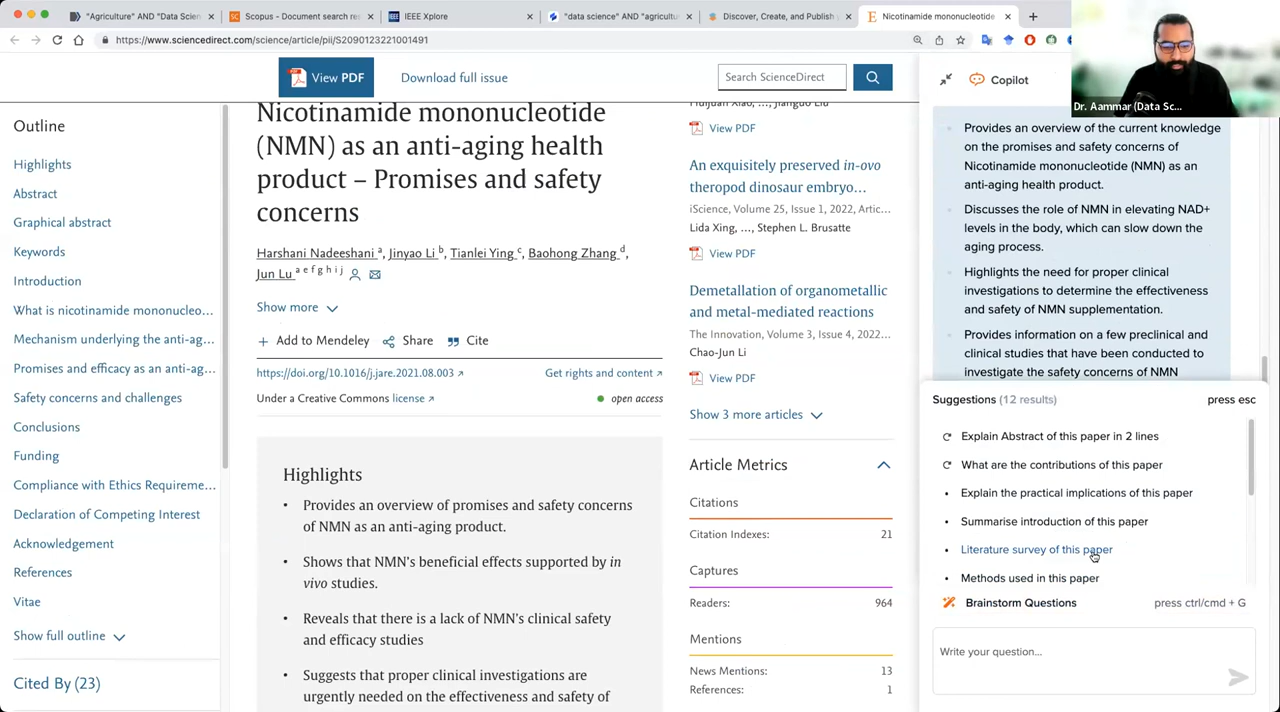 "Agriculture" AND "Data Scien
Scopus - Document search res
IEEE Xplore
"data science" AND "agricultu
Discover, Create, and Publish
Nicotinamide mononucleotide
https://www.sciencedirect.com/science/article/pii/S2090123221001491
View PDF
Download full issue
Search ScienceDirect
Copilot
Dr. Aammar (Data Sc...
Outline
Highlights
Abstract
Graphical abstract
Keywords
Introduction
What is nicotinamide mononucleo...
Mechanism underlying the anti-ag...
Promises and efficacy as an anti-ag...
Safety concerns and challenges
Conclusions
Funding
Compliance with Ethics Requireme...
Declaration of Competing Interest
Acknowledgement
References
Vitae
Show full outline
Cited By (23)
Nicotinamide mononucleotide
(NMN) as an anti-aging health
product – Promises and safety
concerns
Harshani Nadeeshani a, Jinyao Li b, Tianlei Ying c, Baohong Zhang d,
Jun Lu a e f g h i j
Show more
Add to Mendeley
Share
Cite
https://doi.org/10.1016/j.jare.2021.08.003
Get rights and content
Under a Creative Commons license
open access
Highlights
• Provides an overview of promises and safety concerns
of NMN as an anti-aging product.
• Shows that NMN's beneficial effects supported by in
vivo studies.
• Reveals that there is a lack of NMN's clinical safety
and efficacy studies
• Suggests that proper clinical investigations are
urgently needed on the effectiveness and safety of
Huijuan Xiao, ..., Jianguo Liu
View PDF
An exquisitely preserved in-ovo
theropod dinosaur embryo...
iScience, Volume 25, Issue 1, 2022, Artic...
Lida Xing, ..., Stephen L. Brusatte
View PDF
Demetallation of organometallic
and metal-mediated reactions
The Innovation, Volume 3, Issue 4, 2022...
Chao-Jun Li
View PDF
Show 3 more articles
Article Metrics
Citations
Citation Indexes: 21
Captures
Readers: 964
Mentions
News Mentions: 13
References: 1
Provides an overview of the current knowledge
on the promises and safety concerns of
Nicotinamide mononucleotide (NMN) as an
anti-aging health product.
Discusses the role of NMN in elevating NAD+
levels in the body, which can slow down the
aging process.
Highlights the need for proper clinical
investigations to determine the effectiveness
and safety of NMN supplementation.
Provides information on a few preclinical and
clinical studies that have been conducted to
investigate the safety concerns of NMN
Suggestions (12 results)
press esc
Explain Abstract of this paper in 2 lines
What are the contributions of this paper
• Explain the practical implications of this paper
• Summarise introduction of this paper
• Literature survey of this paper
• Methods used in this paper
Brainstorm Questions
press ctrl/cmd + G
Write your question...